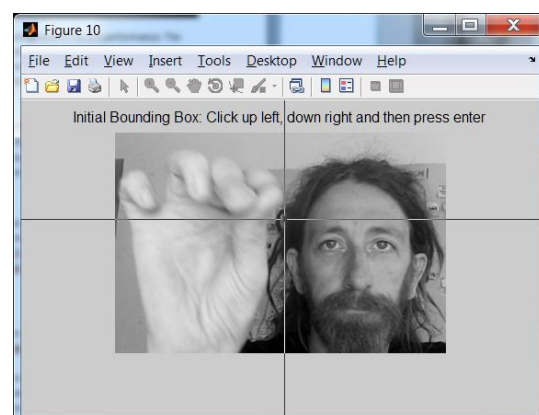 Figure 10
File Edit View Insert Tools Desktop Window Help
Initial Bounding Box: Click up left, down right and then press enter